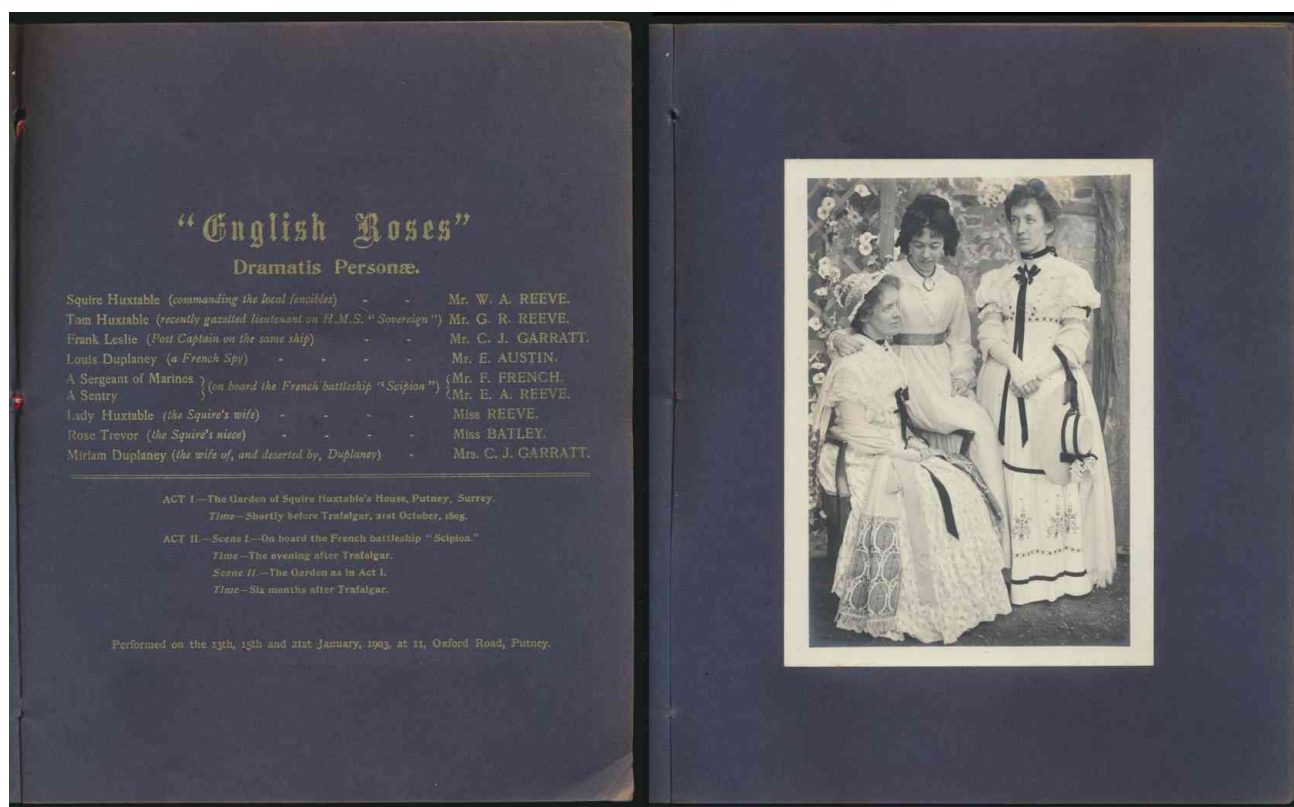 "English Roses"
Dramatis Personæ.
Squire Huxtable (commanding the local fencibles) - - Mr. W. A. REEVE.
Tom Huxtable (recently gazetted lieutenant on H.M.S. "Sovereign") Mr. G. R. REEVE.
Frank Leslie (Post Captain on the same ship) - - Mr. C. J. GARRATT.
Louis Duplaney (a French Spy) - - - - Mr. E. AUSTIN.
A Sergeant of Marines } (on board the French battleship "Scipion") { Mr. F. FRENCH.
A Sentry Mr. E. A. REEVE.
Lady Huxtable (the Squire's wife) - - - - Miss REEVE.
Rose Trevor (the Squire's niece) - - - - Miss BATLEY.
Miriam Duplaney (the wife of, and deserted by, Duplaney) - Mrs. C. J. GARRATT.
ACT I.—The Garden of Squire Huxtable's House, Putney, Surrey.
Time—Shortly before Trafalgar, 21st October, 1805.
ACT II.—Scene I.—On board the French battleship "Scipion."
Time—The evening after Trafalgar.
Scene II.—The Garden as in Act I.
Time—Six months after Trafalgar.
Performed on the 13th, 15th and 21st January, 1903, at 11, Oxford Road, Putney.